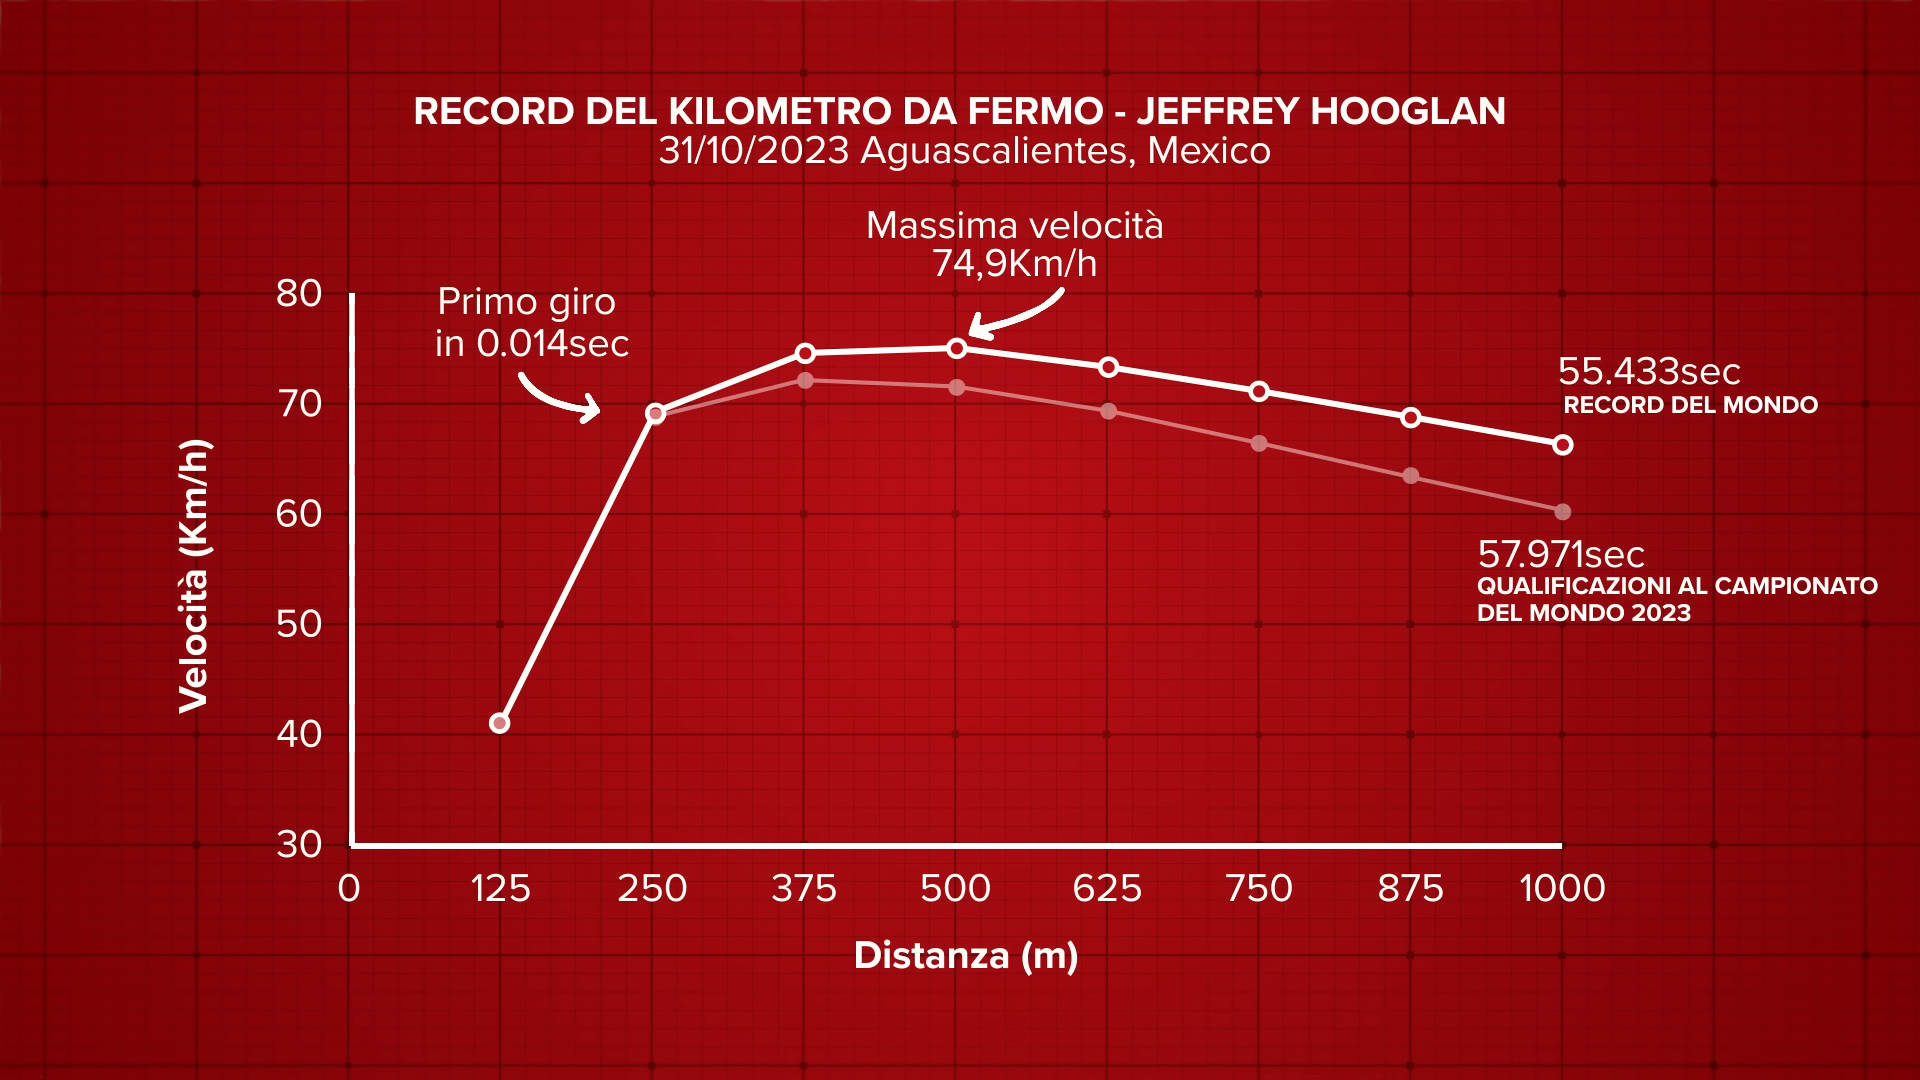 RECORD DEL KILOMETRO DA FERMO - JEFFREY HOOGLAN
31/10/2023 Aguascalientes, Mexico
Massima velocità
74,9Km/h
Primo giro
in 0.014sec
55.433sec
RECORD DEL MONDO
57.971sec
QUALIFICAZIONI AL CAMPIONATO
DEL MONDO 2023
Velocità (Km/h)
80
70
60
50
40
30
0 125 250 375 500 625 750 875 1000
Distanza (m)